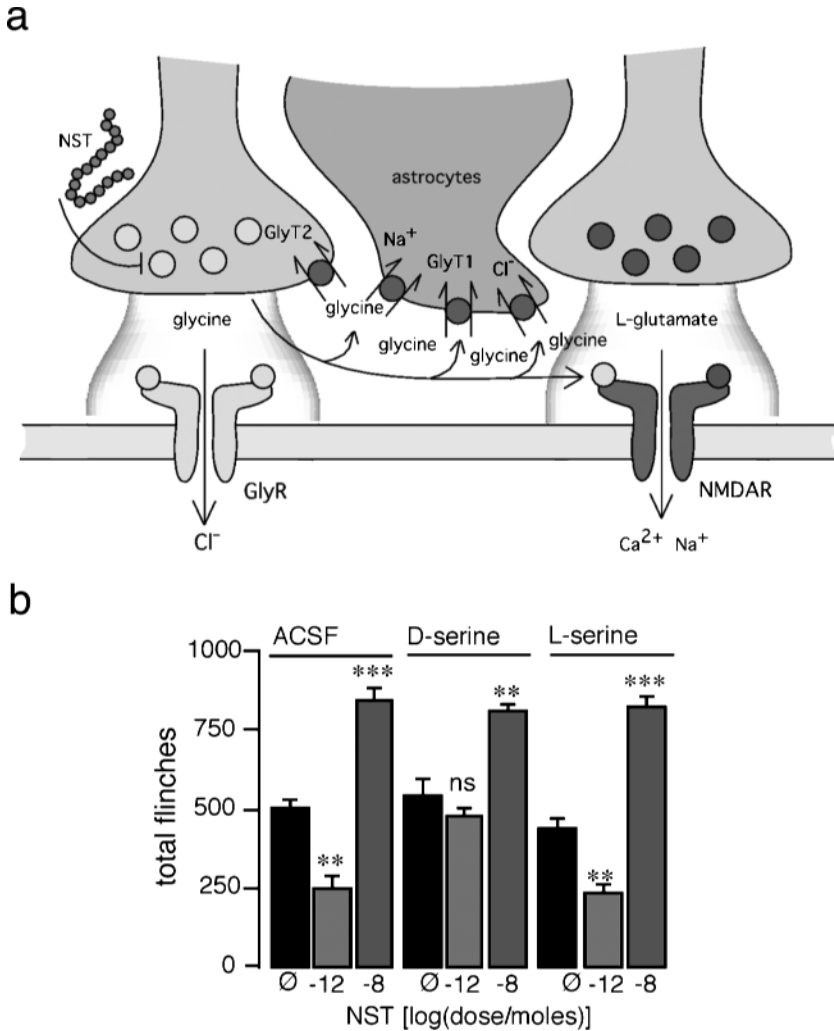 a
NST
astrocytes
GlyT2
Na+
GlyT1
Cl-
glycine
glycine
glycine
glycine
glycine
L-glutamate
GlyR
NMDAR
Cl-
Ca2+ Na+
b
ACSF
D-serine
L-serine
1000
750
500
250
0
total flinches
**
***
ns
**
**
***
Ø -12 -8
Ø -12 -8
Ø -12 -8
NST [log(dose/moles)]